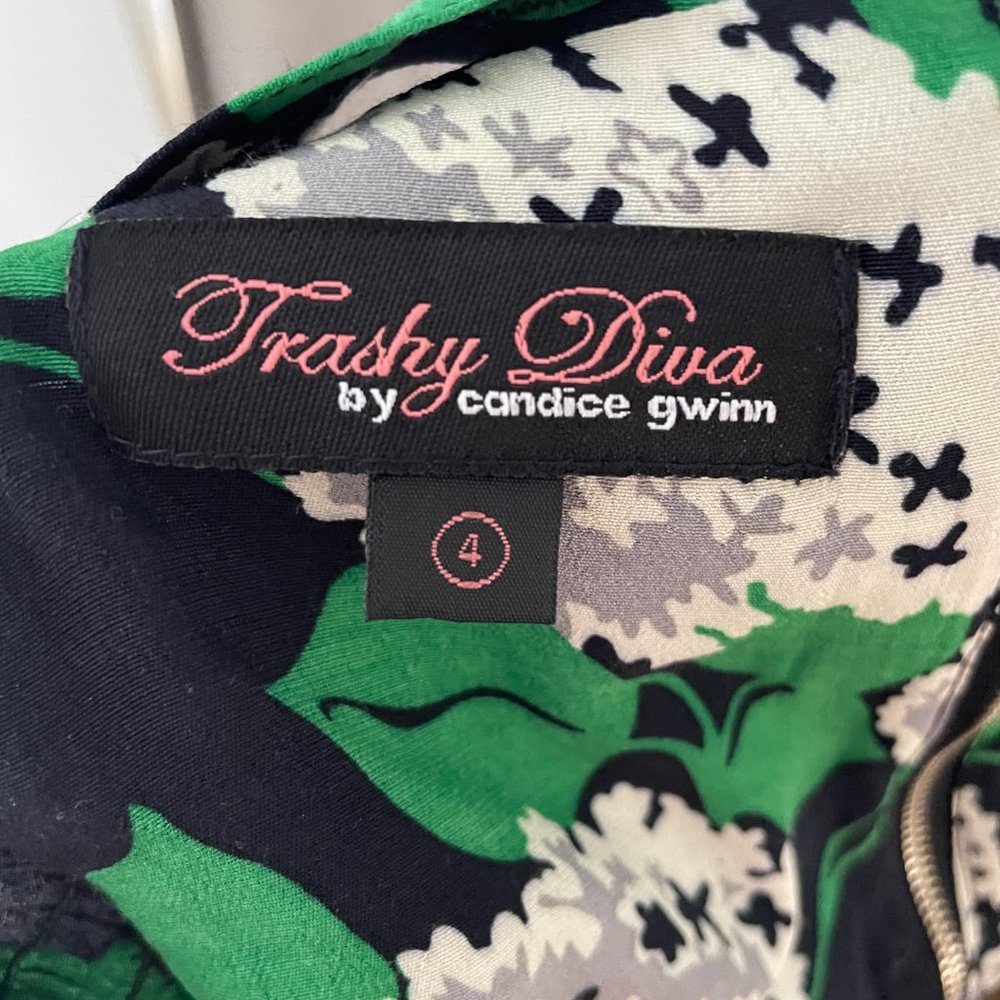 Trashy Diva
by candice gwinn
4